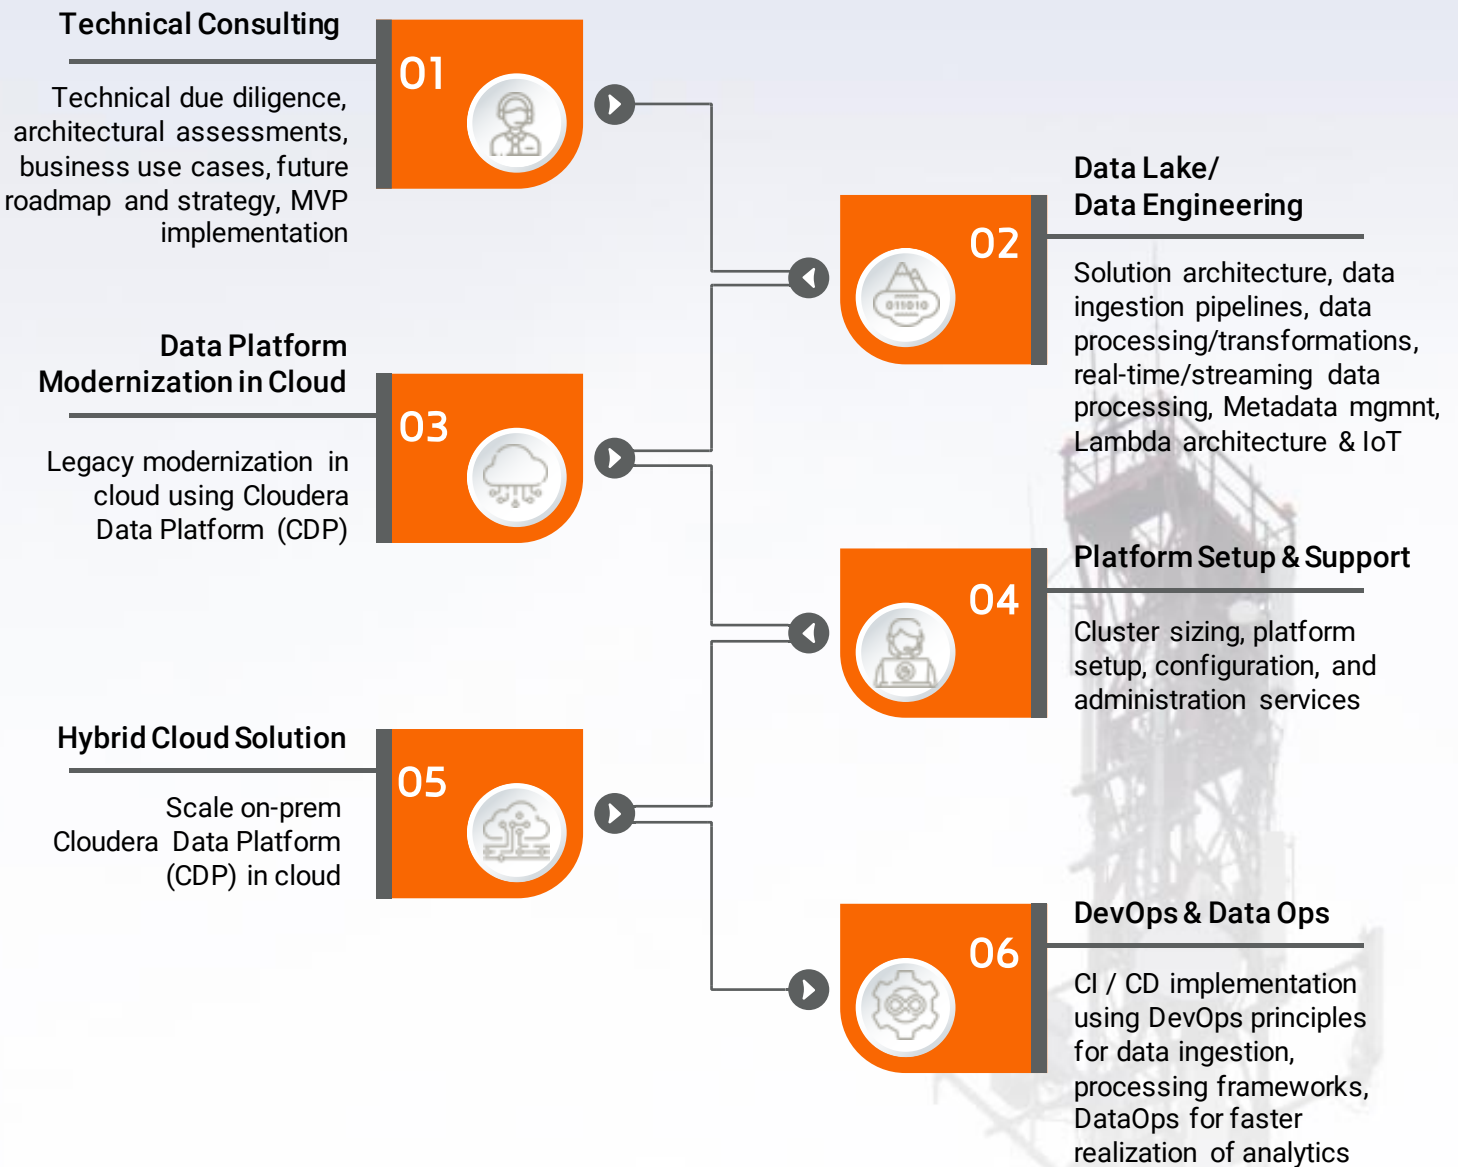 Technical Consulting
01
Technical due diligence,
architectural assessments,
business use cases, future
roadmap and strategy, MVP
implementation
Data Lake/
Data Engineering
02
011010
Solution architecture, data
ingestion pipelines, data
processing/transformations,
real-time/streaming data
processing, Metadata mgmnt,
Lambda architecture & IoT
Data Platform
Modernization in Cloud
03
Legacy modernization in
cloud using Cloudera
Data Platform (CDP)
Platform Setup & Support
04
Cluster sizing, platform
setup, configuration, and
administration services
Hybrid Cloud Solution
05
Scale on-prem
Cloudera Data Platform
(CDP) in cloud
DevOps & Data Ops
06
CI / CD implementation
using DevOps principles
for data ingestion,
processing frameworks,
DataOps for faster
realization of analytics